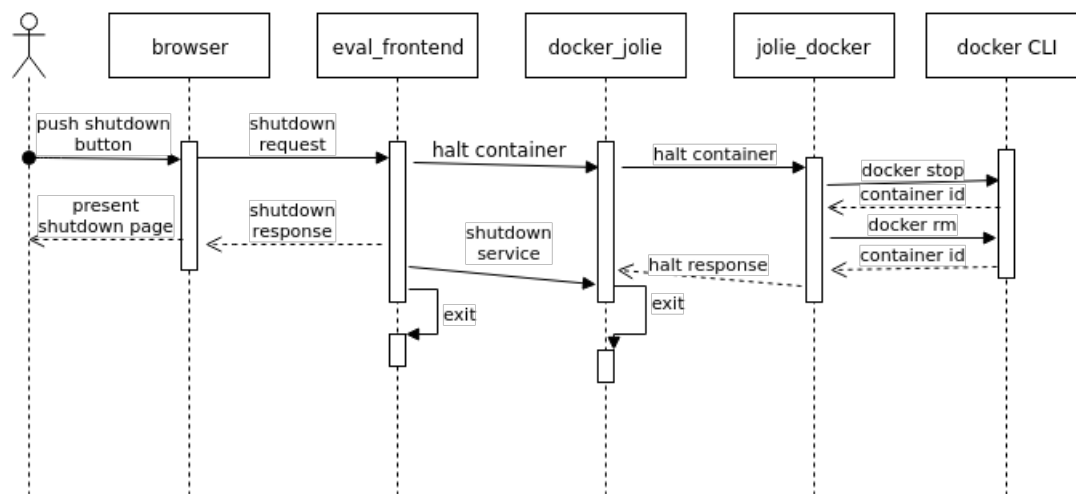 browser
eval_frontend
docker_jolie
jolie_docker
docker CLI
push shutdown
button
shutdown
request
halt container
halt container
docker stop
container id
present
shutdown page
shutdown
response
shutdown
service
docker rm
halt response
container id
exit
exit